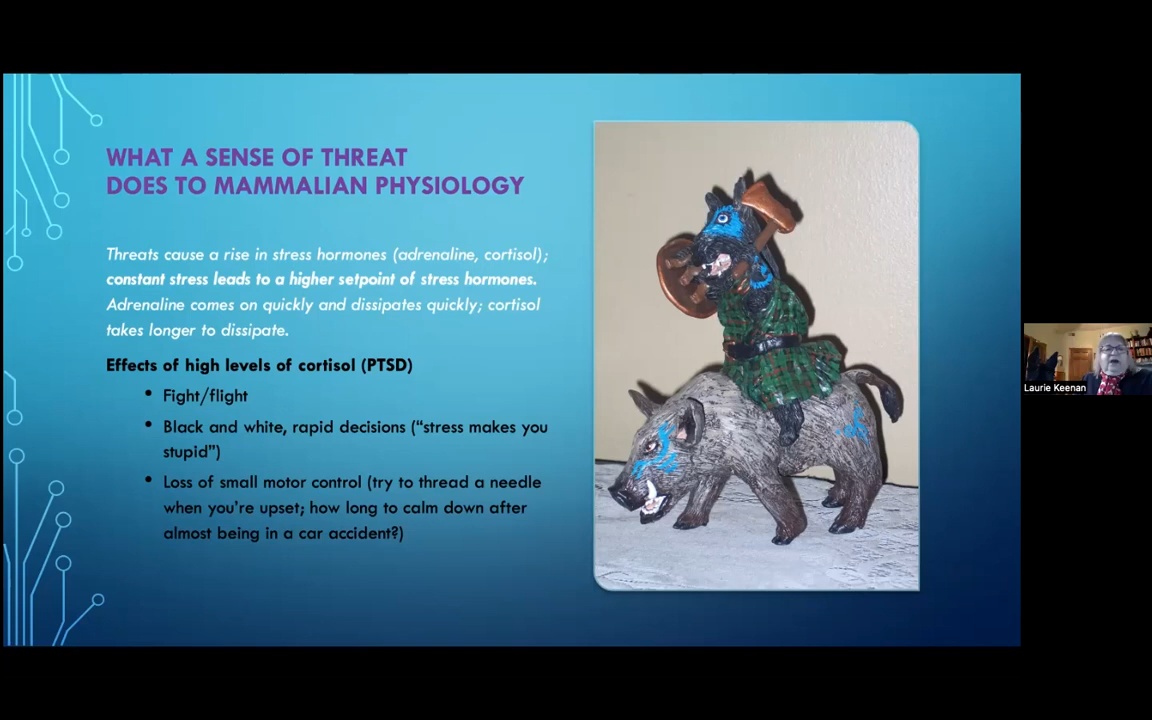 WHAT A SENSE OF THREAT
DOES TO MAMMALIAN PHYSIOLOGY
Threats cause a rise in stress hormones (adrenaline, cortisol);
constant stress leads to a higher setpoint of stress hormones.
Adrenaline comes on quickly and dissipates quickly; cortisol
takes longer to dissipate.
Effects of high levels of cortisol (PTSD)
• Fight/flight
• Black and white, rapid decisions (“stress makes you
stupid”)
• Loss of small motor control (try to thread a needle
when you’re upset; how long to calm down after
almost being in a car accident?)
Laurie Keenan